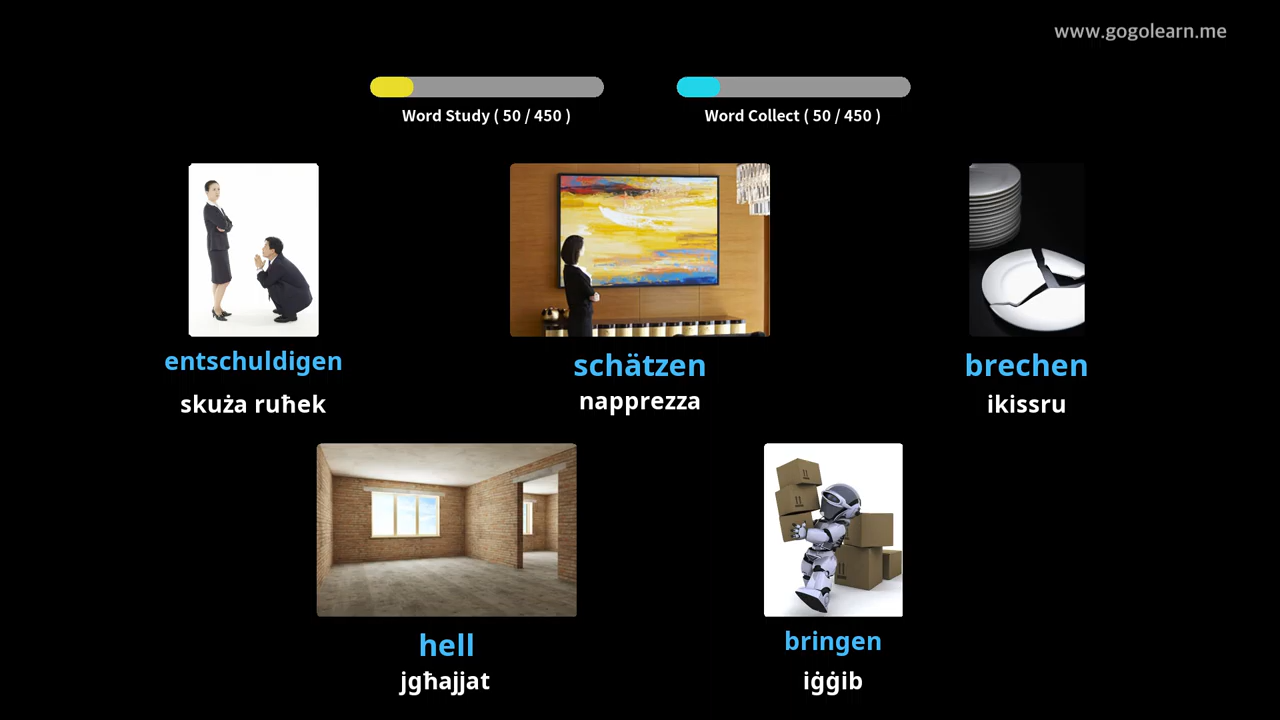 www.gogolearn.me
Word Study ( 50 / 450 )
Word Collect ( 50 / 450 )
entschuldigen
skuża ruħek
schätzen
napprezza
brechen
ikissru
hell
jgħajjat
bringen
iġġib